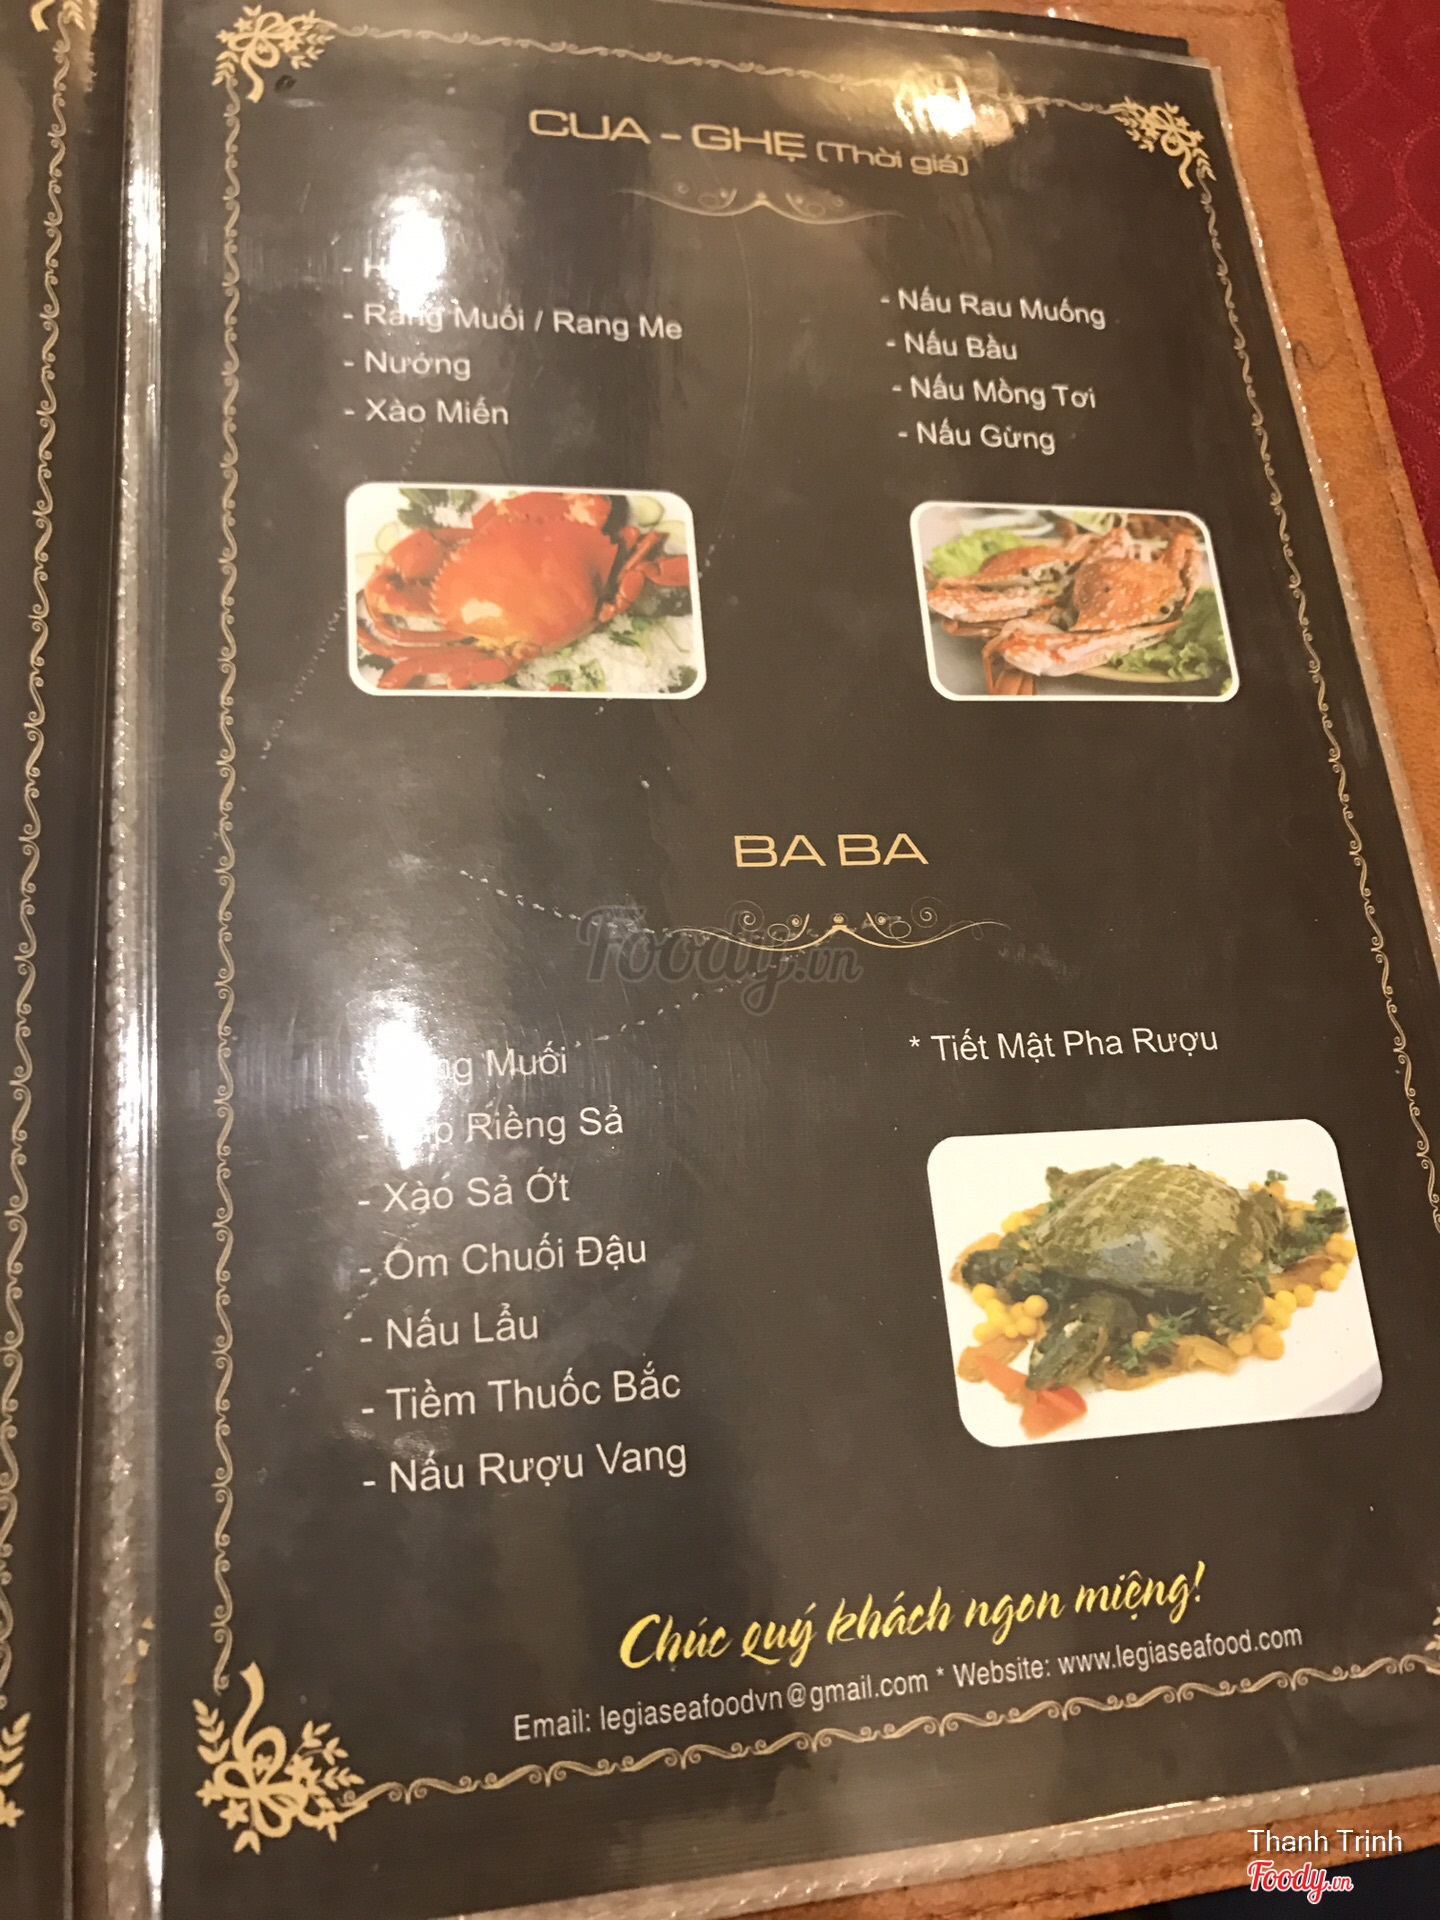 CUA - GHẸ (Thời giá)
- Rang Muối / Rang Me
- Nướng
- Xào Miến
- Nấu Rau Muống
- Nấu Bầu
- Nấu Mồng Tơi
- Nấu Gừng
BA BA
Foody.vn
Muối
- Riềng Sả
- Xào Sả Ớt
- Om Chuối Đậu
- Nấu Lẩu
- Tiềm Thuốc Bắc
- Nấu Rượu Vang
* Tiết Mật Pha Rượu
Chúc quý khách ngon miệng!
Email: legiaseafoodvn@gmail.com * Website: www.legiaseafood.com
Thanh Trịnh
Foody.vn